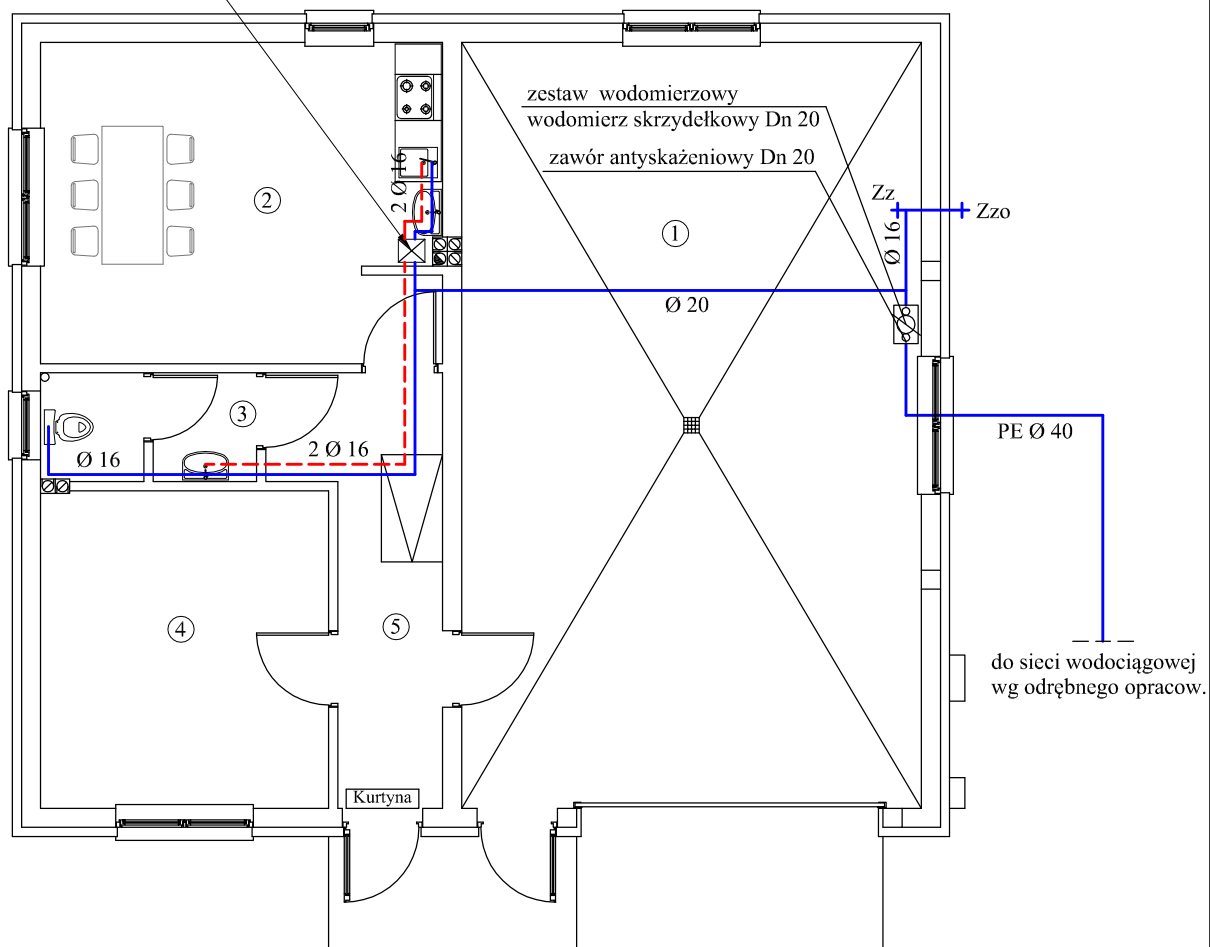 zestaw wodomierzowy
wodomierz skrzydełkowy Dn 20
zawór antyskażeniowy Dn 20
2 Ø 16
Zz
Zzo
2
1
Ø 16
Ø 20
3
PE Ø 40
Ø 16
2 Ø 16
4
5
do sieci wodociągowej
wg odrębnego opracow.
Kurtyna